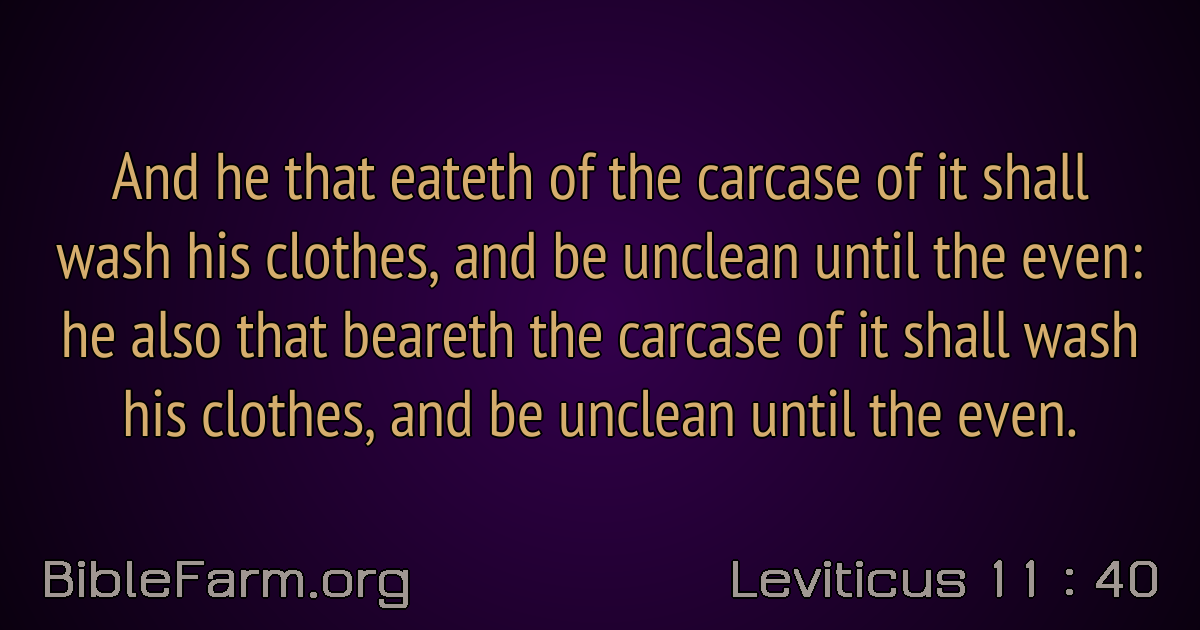 And he that eateth of the carcase of it shall
wash his clothes, and be unclean until the even:
he also that beareth the carcase of it shall wash
his clothes, and be unclean until the even.
BibleFarm.org
Leviticus 11 : 40